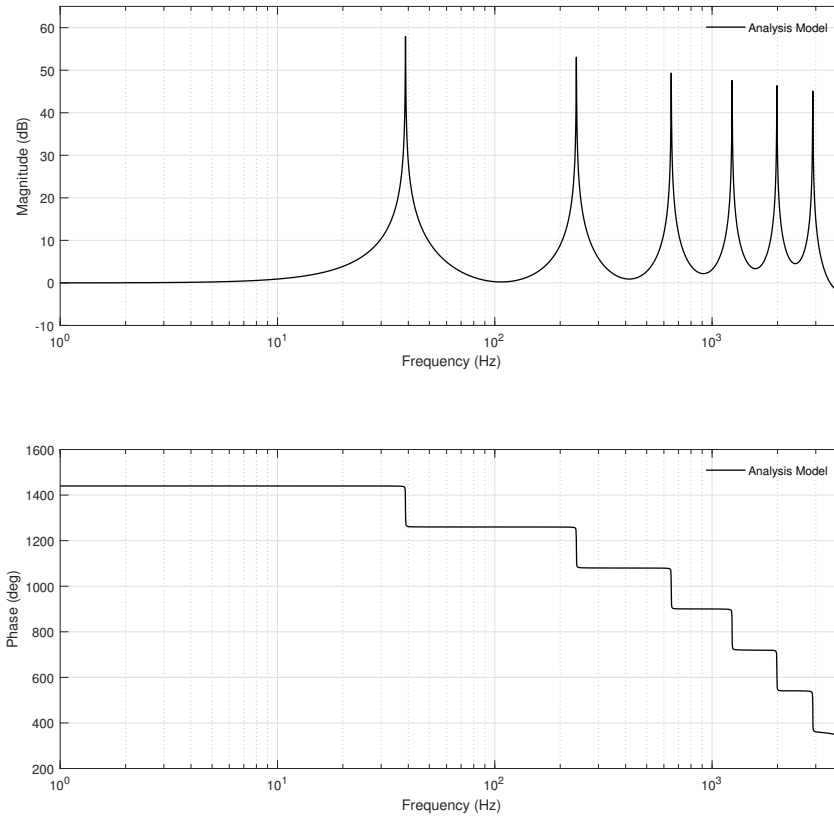 60
50
40
30
20
10
0
-10
Magnitude (dB)
Analysis Model
10^0 10^1 10^2 10^3
Frequency (Hz)
1600
1400
1200
1000
800
600
400
200
Phase (deg)
Analysis Model
10^0 10^1 10^2 10^3
Frequency (Hz)